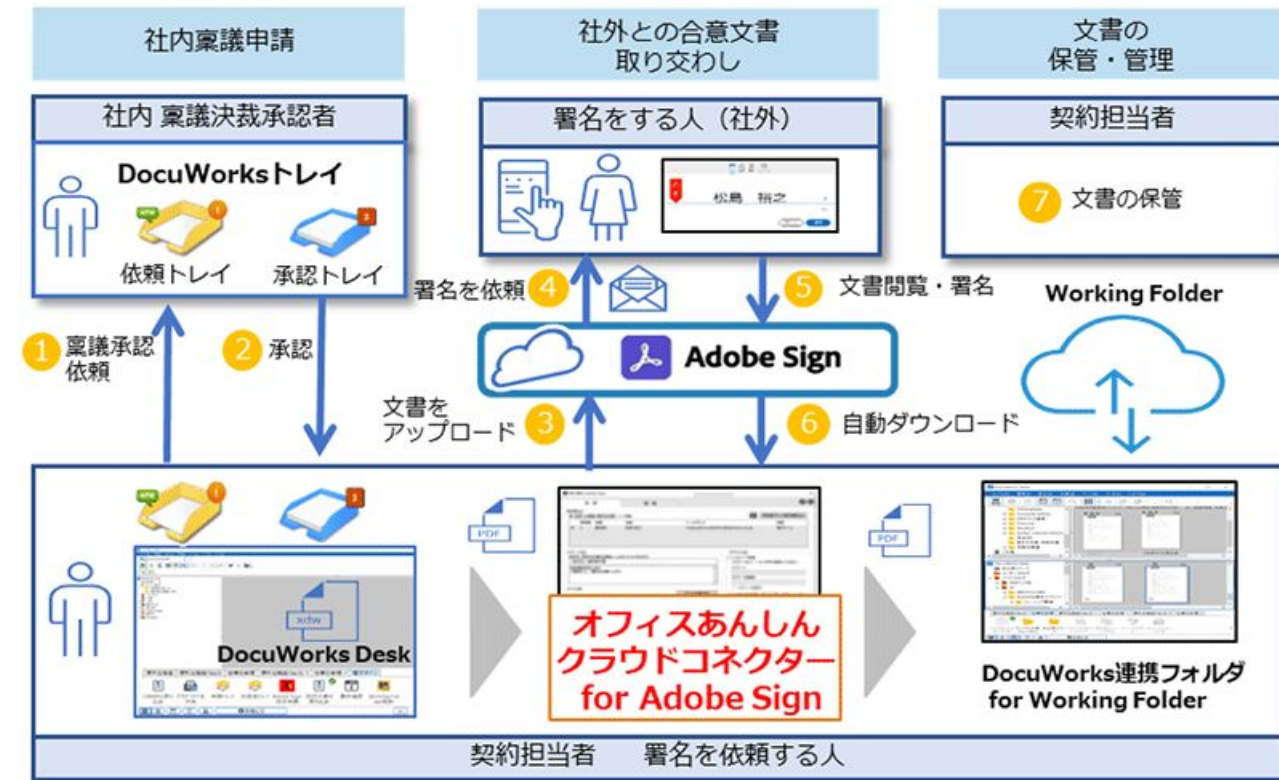 社内稟議申請
社外との合意文書
取り交わし
文書の
保管・管理
社内 稟議決裁承認者
署名をする人（社外）
契約担当者
DocuWorksトレイ
依頼トレイ
承認トレイ
松島 裕之
7 文書の保管
署名を依頼 4
5 文書閲覧・署名
Working Folder
1 稟議承認
依頼
2 承認
Adobe Sign
文書を
アップロード 3
6 自動ダウンロード
PDF
PDF
xdw
DocuWorks Desk
オフィスあんしん
クラウドコネクター
for Adobe Sign
DocuWorks連携フォルダ
for Working Folder
契約担当者 署名を依頼する人